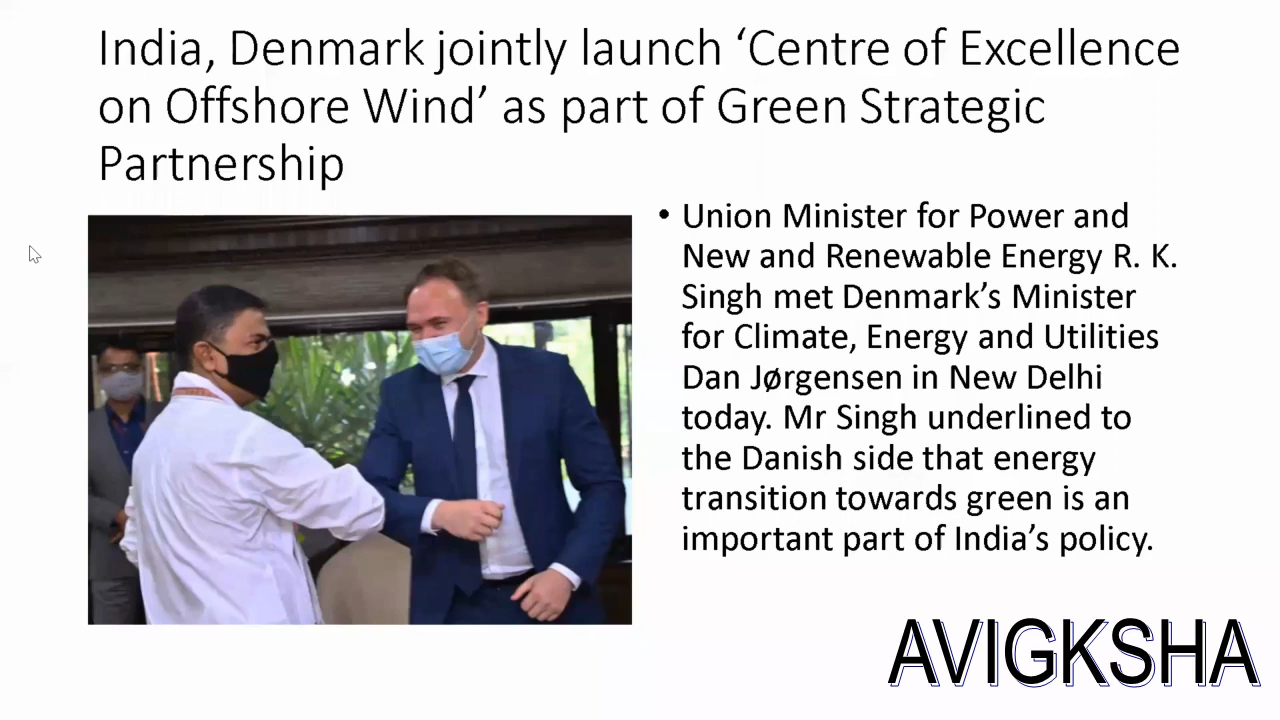 India, Denmark jointly launch ‘Centre of Excellence
on Offshore Wind’ as part of Green Strategic
Partnership
• Union Minister for Power and
New and Renewable Energy R. K.
Singh met Denmark’s Minister
for Climate, Energy and Utilities
Dan Jørgensen in New Delhi
today. Mr Singh underlined to
the Danish side that energy
transition towards green is an
important part of India’s policy.
AVIGKSHA